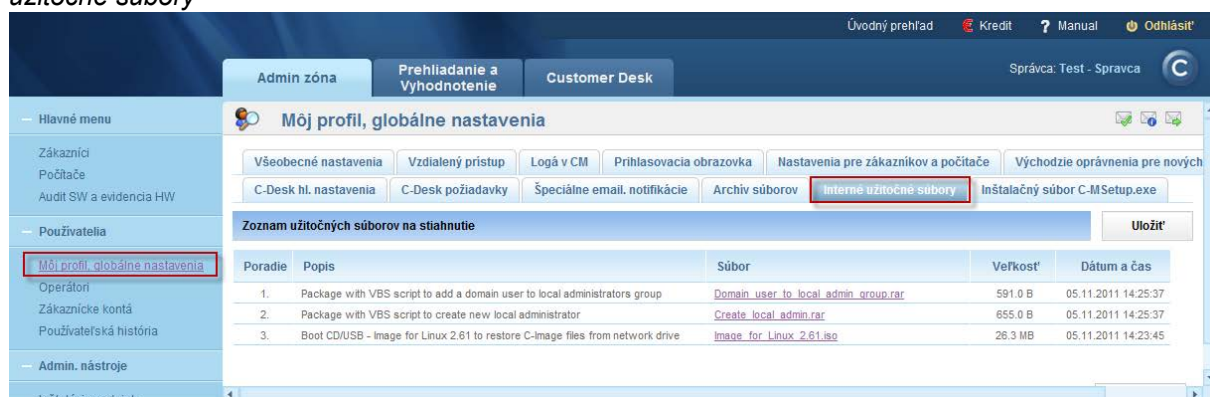 užitočné súbory
Úvodný prehľad Kredit ? Manual Odhlásiť
Admin zóna Prehliadanie a Vyhodnotenie Customer Desk Správca: Test - Spravca
Hlavné menu
Zákazníci
Počítače
Audit SW a evidencia HW
Používatelia
Môj profil, globálne nastavenia
Operátori
Zákaznícke kontá
Používateľská história
Admin. nástroje
Môj profil, globálne nastavenia
Všeobecné nastavenia Vzdialený prístup Logá v CM Prihlasovacia obrazovka Nastavenia pre zákazníkov a počítače Východzie oprávnenia pre nových
C-Desk hl. nastavenia C-Desk požiadavky Špeciálne email. notifikácie Archív súborov Interné užitočné súbory Inštalačný súbor C-MSetup.exe
Zoznam užitočných súborov na stiahnutie Uložiť
Poradie Popis Súbor Veľkosť Dátum a čas
1. Package with VBS script to add a domain user to local administrators group Domain_user_to_local_admin_group.rar 591.0 B 05.11.2011 14:25:37
2. Package with VBS script to create new local administrator Create_local_admin.rar 655.0 B 05.11.2011 14:25:37
3. Boot CD/USB - Image for Linux 2.61 to restore C-Image files from network drive Image_for_Linux_2.61.iso 26.3 MB 05.11.2011 14:23:45